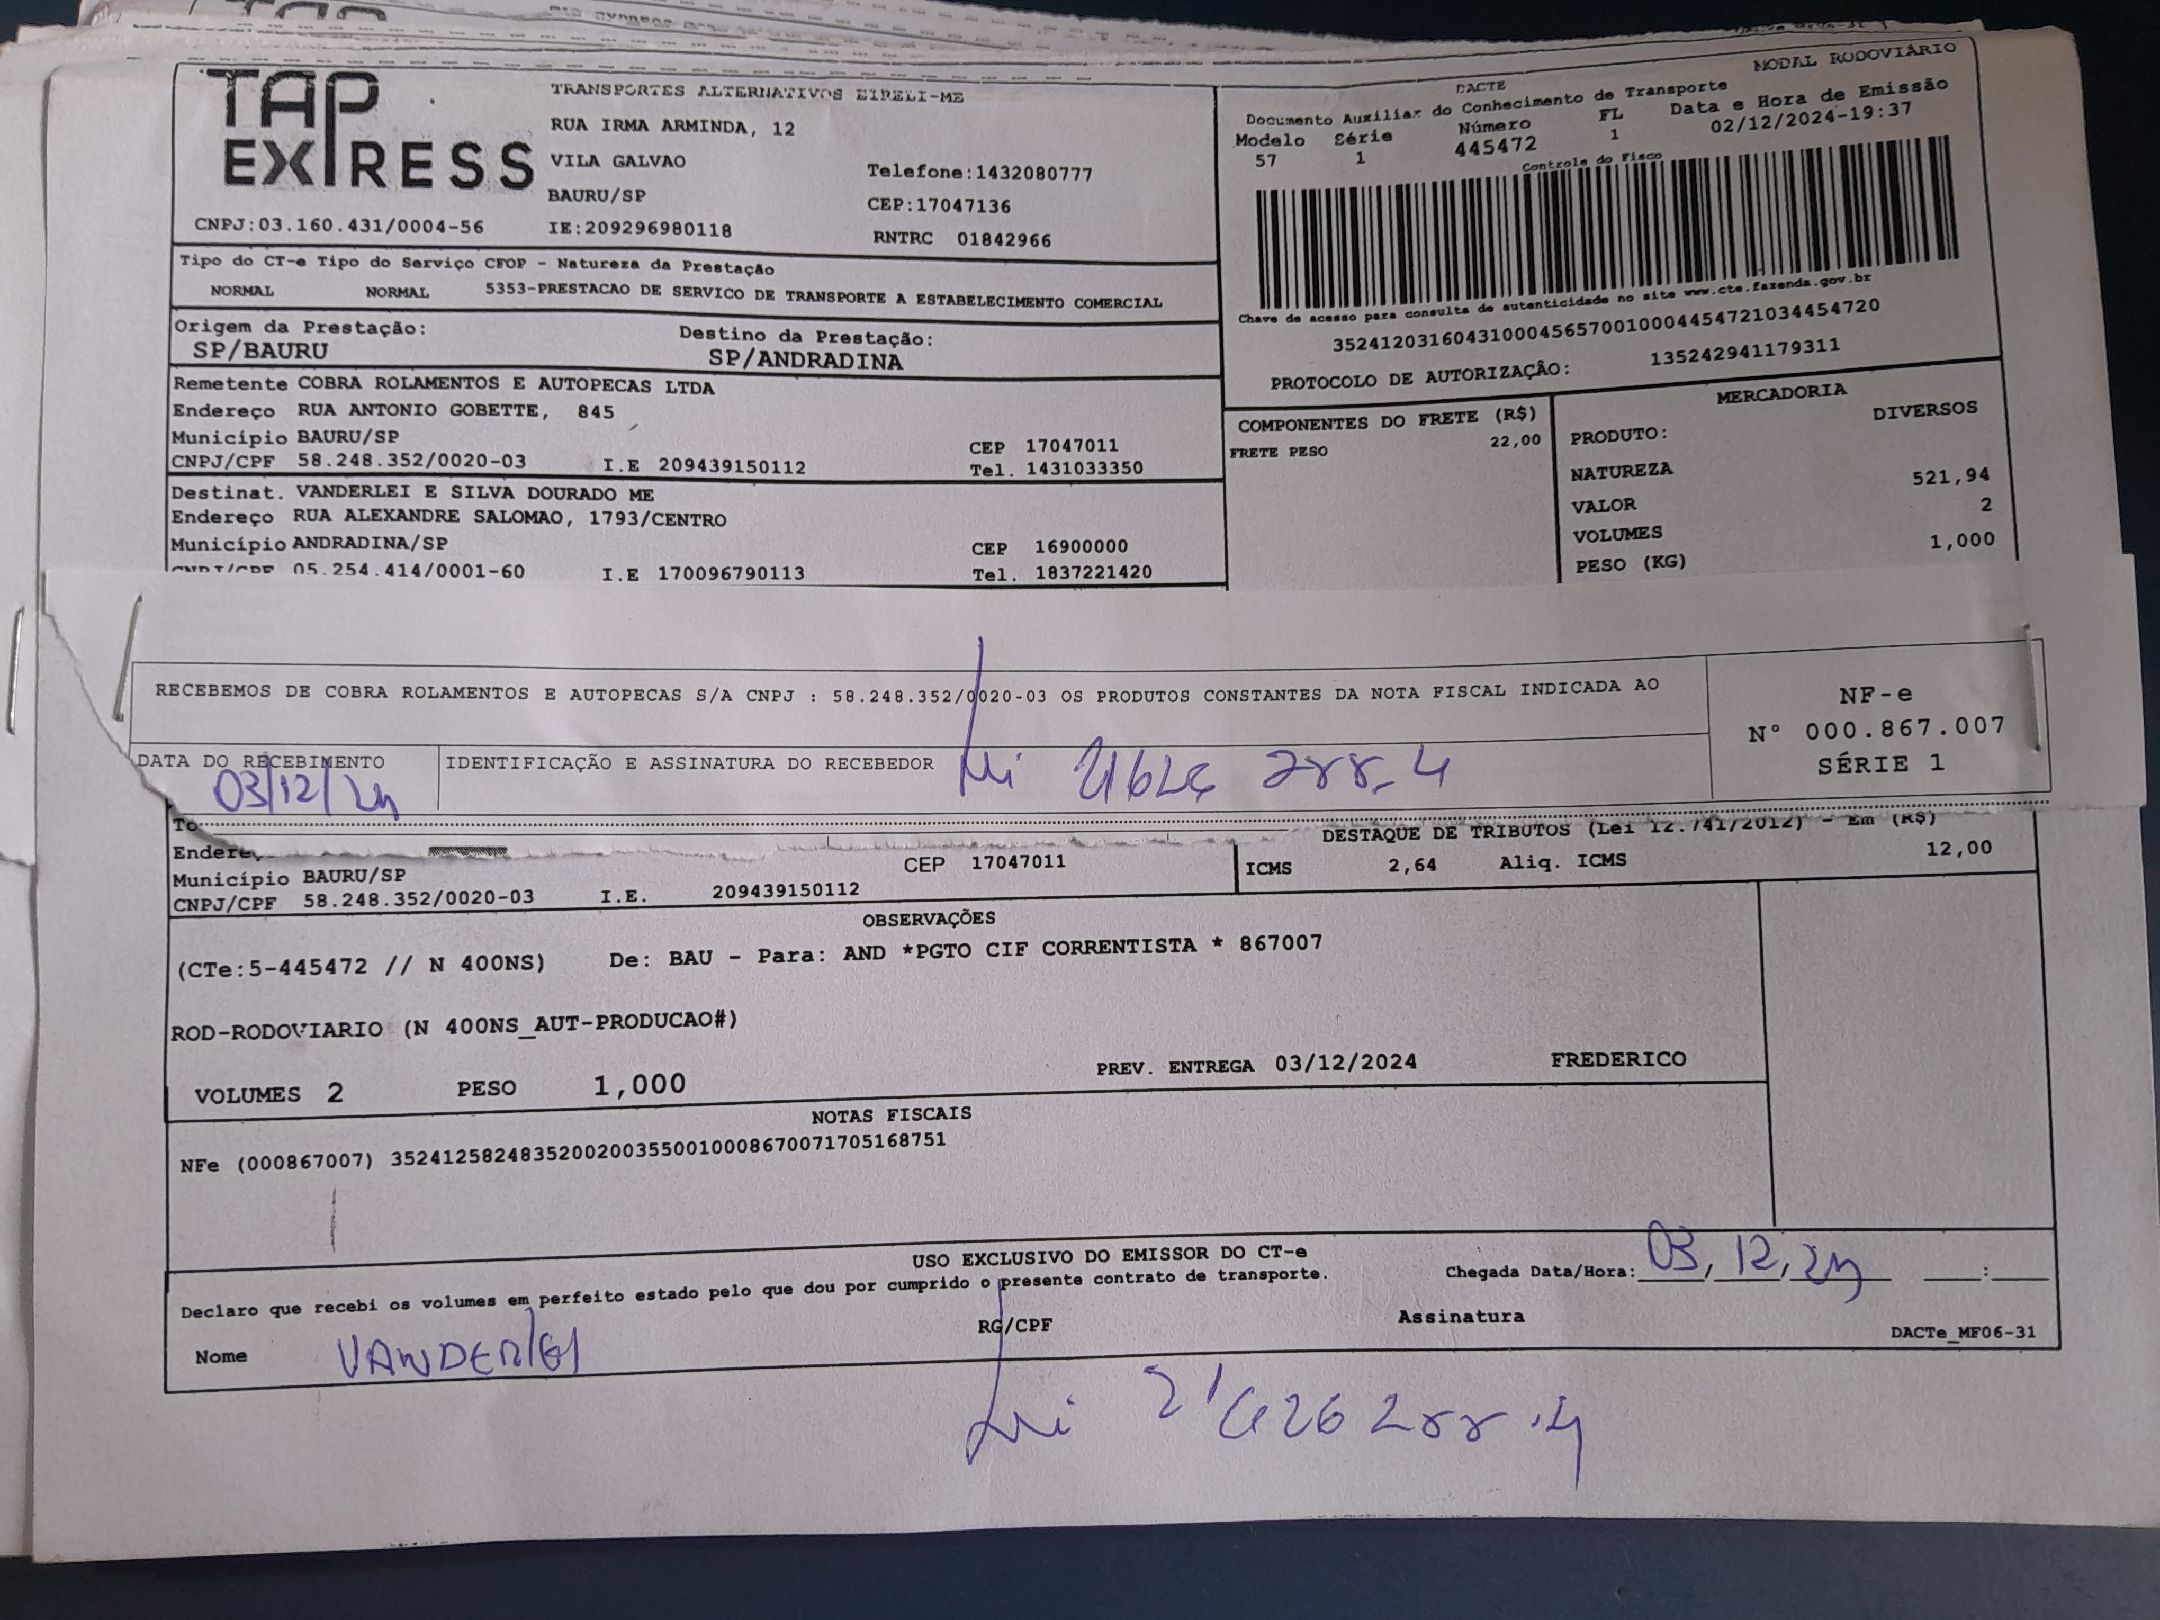 TAP
EXPRESS
CNPJ:03.160.431/0004-56
TRANSPORTES ALTERNATIVOS EIRELI-ME
RUA IRMA ARMINDA, 12
VILA GALVAO
Telefone:1432080777
BAURU/SP
CEP:17047136
IE:209296980118
RNTRC 01842966
MODAL RODOVIÁRIO
DACTE
Documento Auxiliar do Conhecimento de Transporte
Modelo Série Número FL Data e Hora de Emissão
57 1 445472 1 02/12/2024-19:37
Controle do Fisco
Chave de acesso para consulta de autenticidade no site www.cte.fazenda.gov.br
35241203160431000456570010004454721034454720
PROTOCOLO DE AUTORIZAÇÂO: 135242941179311
Tipo do CT-e Tipo do Serviço CFOP - Natureza da Prestação
NORMAL NORMAL 5353-PRESTACAO DE SERVICO DE TRANSPORTE A ESTABELECIMENTO COMERCIAL
Origem da Prestação: Destino da Prestação:
SP/BAURU SP/ANDRADINA
Remetente COBRA ROLAMENTOS E AUTOPECAS LTDA
Endereço RUA ANTONIO GOBETTE, 845
Município BAURU/SP CEP 17047011
CNPJ/CPF 58.248.352/0020-03 I.E 209439150112 Tel. 1431033350
Destinat. VANDERLEI E SILVA DOURADO ME
Endereço RUA ALEXANDRE SALOMAO, 1793/CENTRO
Município ANDRADINA/SP CEP 16900000
CNPJ/CPF 05.254.414/0001-60 I.E 170096790113 Tel. 1837221420
COMPONENTES DO FRETE (R$)
FRETE PESO 22,00
MERCADORIA
PRODUTO: DIVERSOS
NATUREZA
VALOR 521,94
VOLUMES 2
PESO (KG) 1,000
RECEBEMOS DE COBRA ROLAMENTOS E AUTOPECAS S/A CNPJ : 58.248.352/0020-03 OS PRODUTOS CONSTANTES DA NOTA FISCAL INDICADA AO
NF-e
Nº 000.867.007
SÉRIE 1
DATA DO RECEBIMENTO IDENTIFICAÇÃO E ASSINATURA DO RECEBEDOR
03/12/24
To
Endere
CEP 17047011
Município BAURU/SP
CNPJ/CPF 58.248.352/0020-03 I.E. 209439150112
DESTAQUE DE TRIBUTOS (Lei 12.741/2012) - Em (R$)
ICMS 2,64 Aliq. ICMS 12,00
OBSERVAÇÕES
(CTe:5-445472 // N 400NS) De: BAU - Para: AND *PGTO CIF CORRENTISTA * 867007
ROD-RODOVIARIO (N 400NS_AUT-PRODUCAO#)
VOLUMES 2 PESO 1,000 PREV. ENTREGA 03/12/2024 FREDERICO
NOTAS FISCAIS
NFe (000867007) 35241258248352002003550010008670071705168751
USO EXCLUSIVO DO EMISSOR DO CT-e
Declaro que recebi os volumes em perfeito estado pelo que dou por cumprido o presente contrato de transporte.
Chegada Data/Hora: 03, 12, 24 :
Nome VANDERLEI RG/CPF Assinatura
DACTe_MF06-31